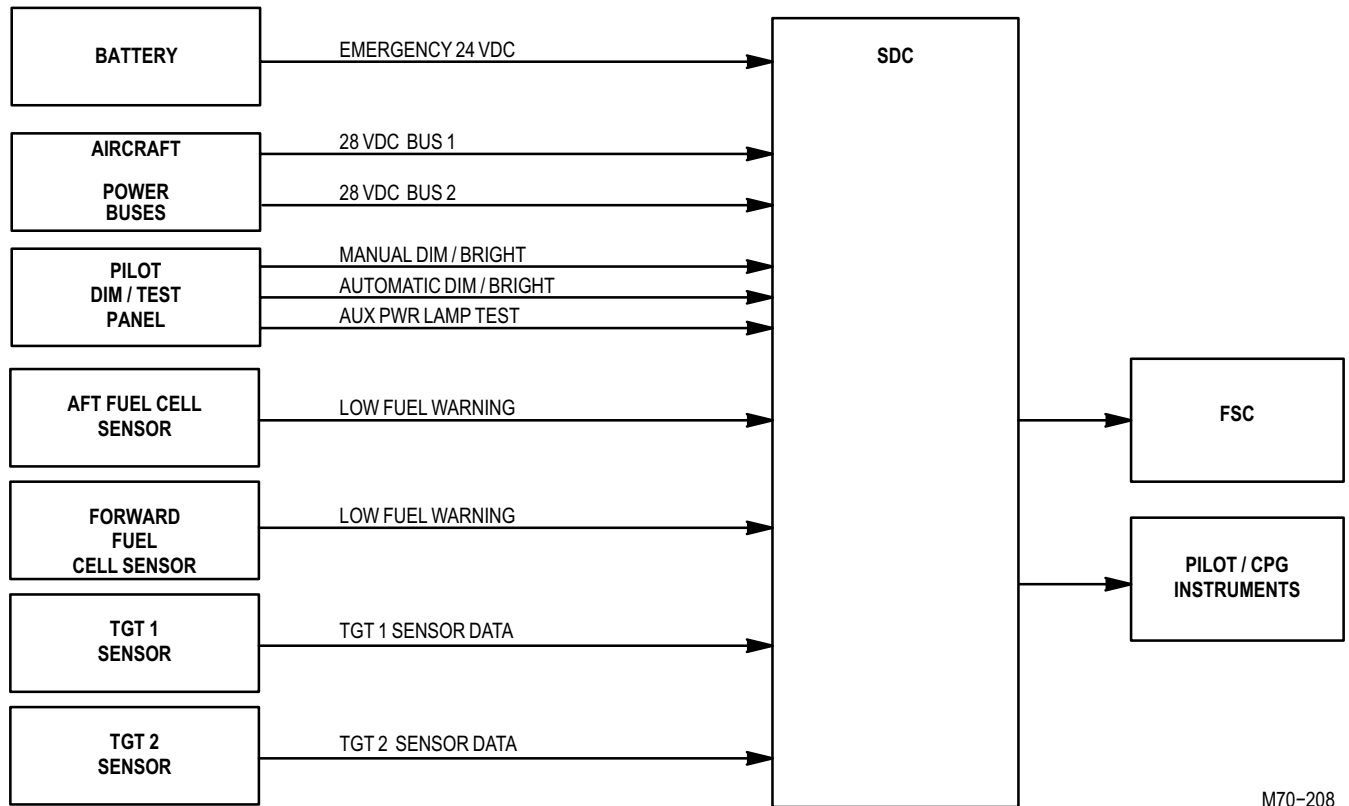 BATTERY
EMERGENCY 24 VDC
SDC
AIRCRAFT
POWER
BUSES
28 VDC BUS 1
28 VDC BUS 2
PILOT
DIM / TEST
PANEL
MANUAL DIM / BRIGHT
AUTOMATIC DIM / BRIGHT
AUX PWR LAMP TEST
AFT FUEL CELL
SENSOR
LOW FUEL WARNING
FSC
FORWARD
FUEL
CELL SENSOR
LOW FUEL WARNING
PILOT / CPG
INSTRUMENTS
TGT 1
SENSOR
TGT 1 SENSOR DATA
TGT 2
SENSOR
TGT 2 SENSOR DATA
M70-208